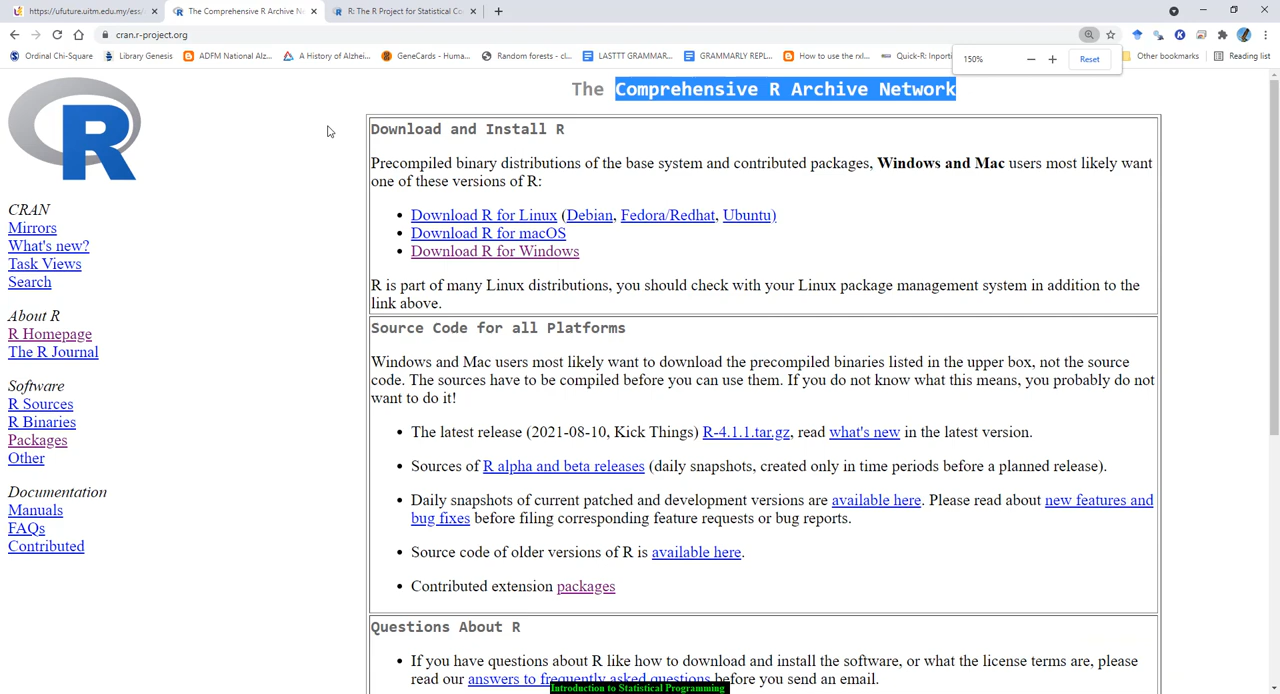 https://ufuture.uitm.edu.my/ess/
The Comprehensive R Archive N
R: The R Project for Statistical Co
cran.r-project.org
Ordinal Chi-Square
Library Genesis
ADFM National Alz...
A History of Alzhei...
GeneCards - Huma...
Random forests - cl...
LASTTT GRAMMAR...
GRAMMARLY REPL...
How to use the rxl...
Quick-R: Inporti
Other bookmarks
Reading list
150%
Reset
The Comprehensive R Archive Network
R
CRAN
Mirrors
What's new?
Task Views
Search
About R
R Homepage
The R Journal
Software
R Sources
R Binaries
Packages
Other
Documentation
Manuals
FAQs
Contributed
Download and Install R
Precompiled binary distributions of the base system and contributed packages, Windows and Mac users most likely want
one of these versions of R:
• Download R for Linux (Debian, Fedora/Redhat, Ubuntu)
• Download R for macOS
• Download R for Windows
R is part of many Linux distributions, you should check with your Linux package management system in addition to the
link above.
Source Code for all Platforms
Windows and Mac users most likely want to download the precompiled binaries listed in the upper box, not the source
code. The sources have to be compiled before you can use them. If you do not know what this means, you probably do not
want to do it!
• The latest release (2021-08-10, Kick Things) R-4.1.1.tar.gz, read what's new in the latest version.
• Sources of R alpha and beta releases (daily snapshots, created only in time periods before a planned release).
• Daily snapshots of current patched and development versions are available here. Please read about new features and
bug fixes before filing corresponding feature requests or bug reports.
• Source code of older versions of R is available here.
• Contributed extension packages
Questions About R
• If you have questions about R like how to download and install the software, or what the license terms are, please
read our answers to frequently asked questions before you send an email.
Introduction to Statistical Programming